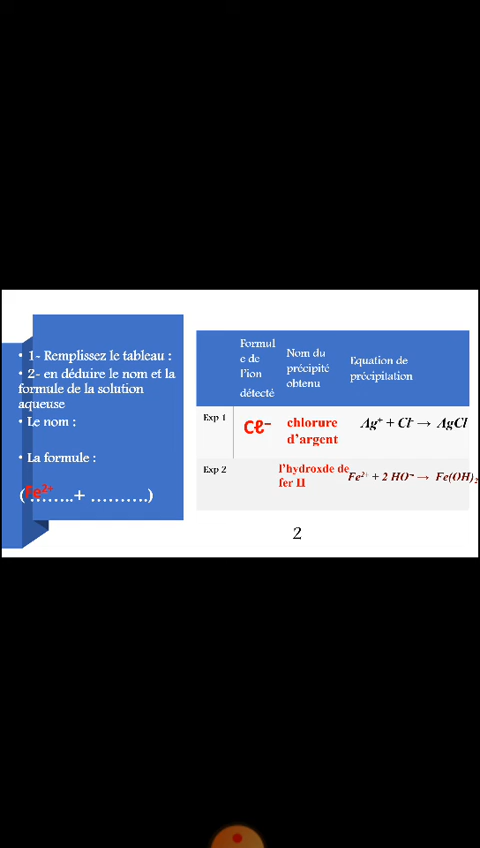 • 1- Remplissez le tableau :
• 2- en déduire le nom et la
formule de la solution
aqueuse
• Le nom :
• La formule :
Fe²⁺
(……..+ ……….)
Formul
e de
l’ion
détecté
Nom du
précipité
obtenu
Equation de
précipitation
Exp 1
Cℓ⁻
chlorure
d’argent
Ag⁺ + Cl⁻ → AgCl
Exp 2
l’hydroxde de
fer II
Fe²⁺ + 2 HO⁻ → Fe(OH)₂
2